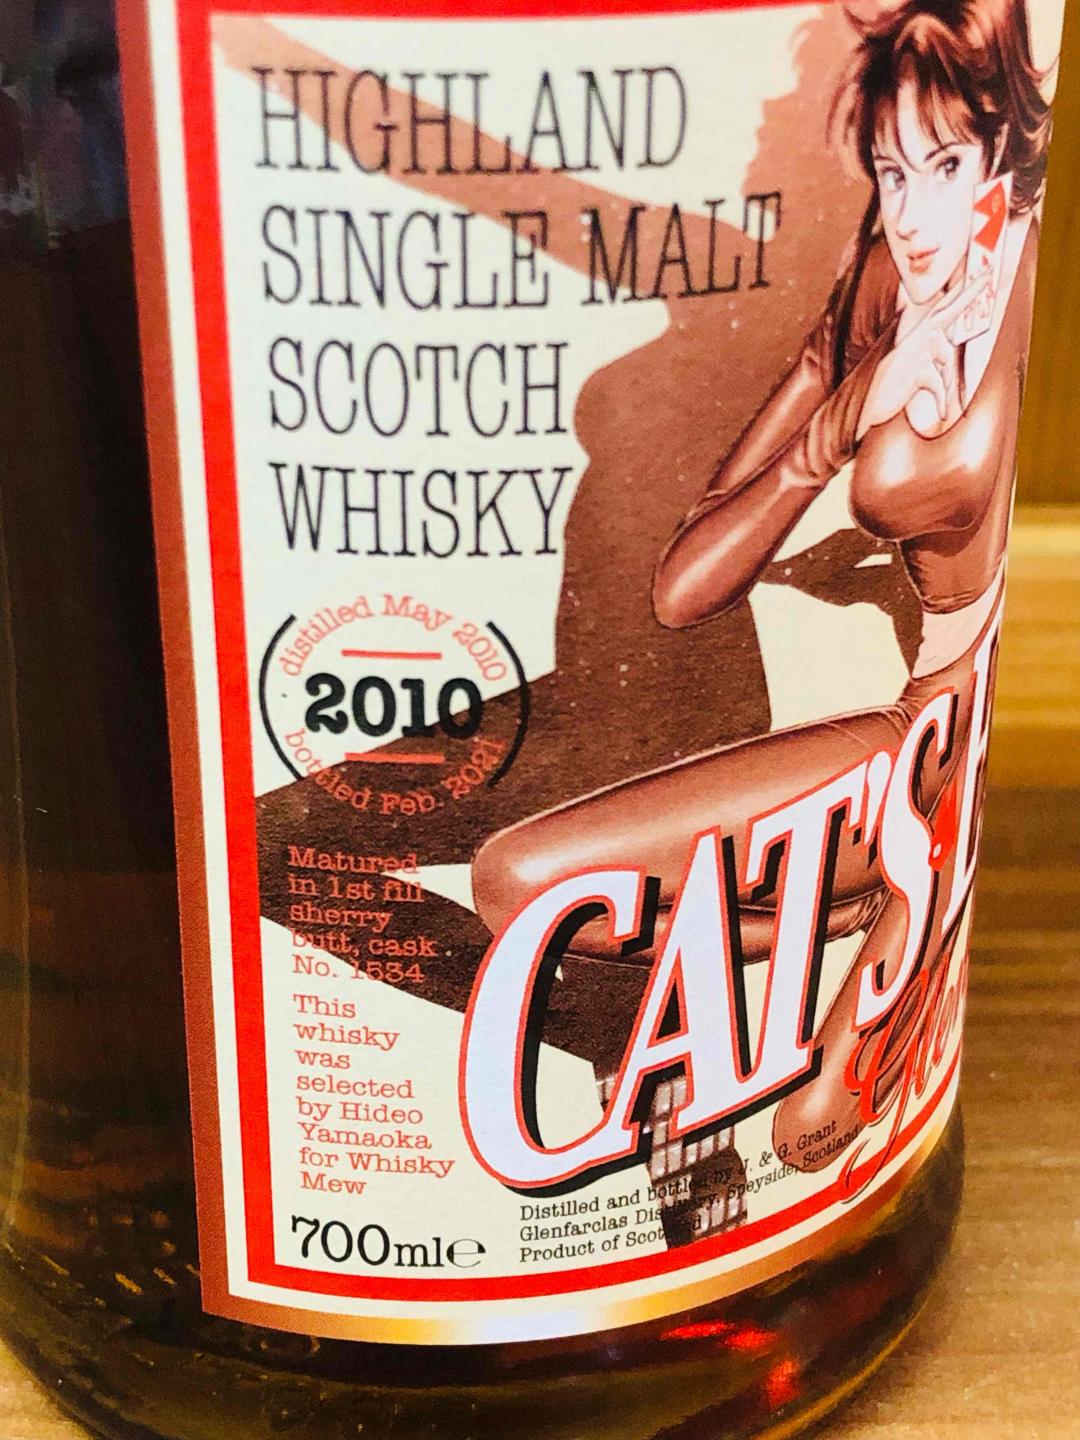 HIGHLAND
SINGLE MALT
SCOTCH
WHISKY
distilled May 2010
2010
bottled Feb. 2021
Matured
in 1st fill
sherry
butt, cask
No. 1534
This
whisky
was
selected
by Hideo
Yamaoka
for Whisky
Mew
700ml℮
CAT'S
Distilled and bottled by J. & G. Grant
Glenfarclas Distillery, Speyside, Scotland
Product of Scotland